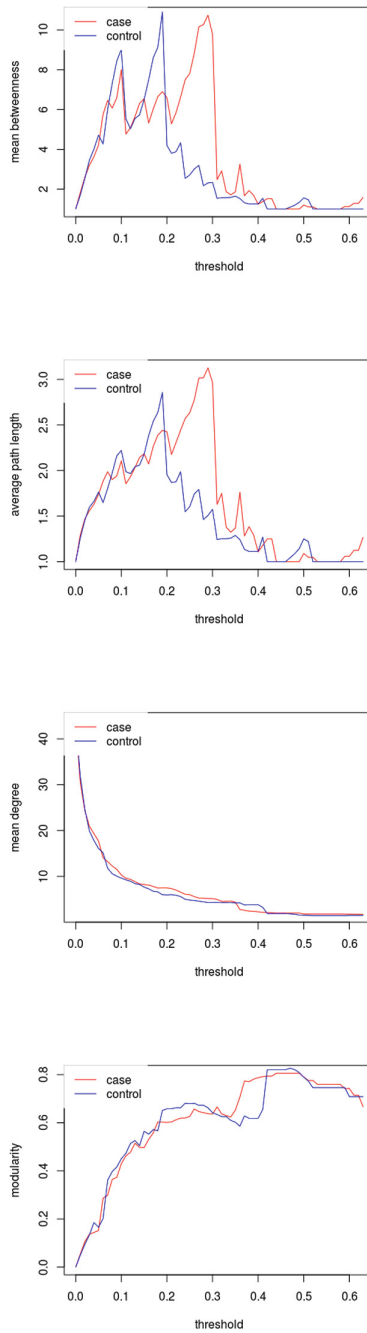 mean betweenness
10
8
6
4
2
case
control
0.0 0.1 0.2 0.3 0.4 0.5 0.6
threshold
average path length
3.0
2.5
2.0
1.5
1.0
case
control
0.0 0.1 0.2 0.3 0.4 0.5 0.6
threshold
mean degree
40
30
20
10
case
control
0.0 0.1 0.2 0.3 0.4 0.5 0.6
threshold
modularity
0.8
0.6
0.4
0.2
0.0
case
control
0.0 0.1 0.2 0.3 0.4 0.5 0.6
threshold